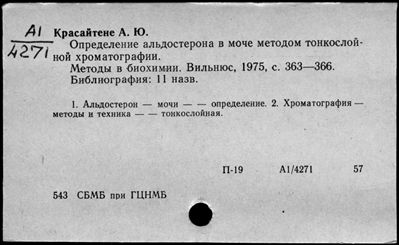 А1
4271
Красайтене А. Ю.
Определение альдостерона в моче методом тонкослой-
ной хроматографии.
Методы в биохимии. Вильнюс, 1975, с. 363—366.
Библиография: 11 назв.
1. Альдостерон — мочи — — определение. 2. Хроматография —
методы и техника — — тонкослойная.
П-19 А1/4271 57
543 СБМБ при ГЦНМБ